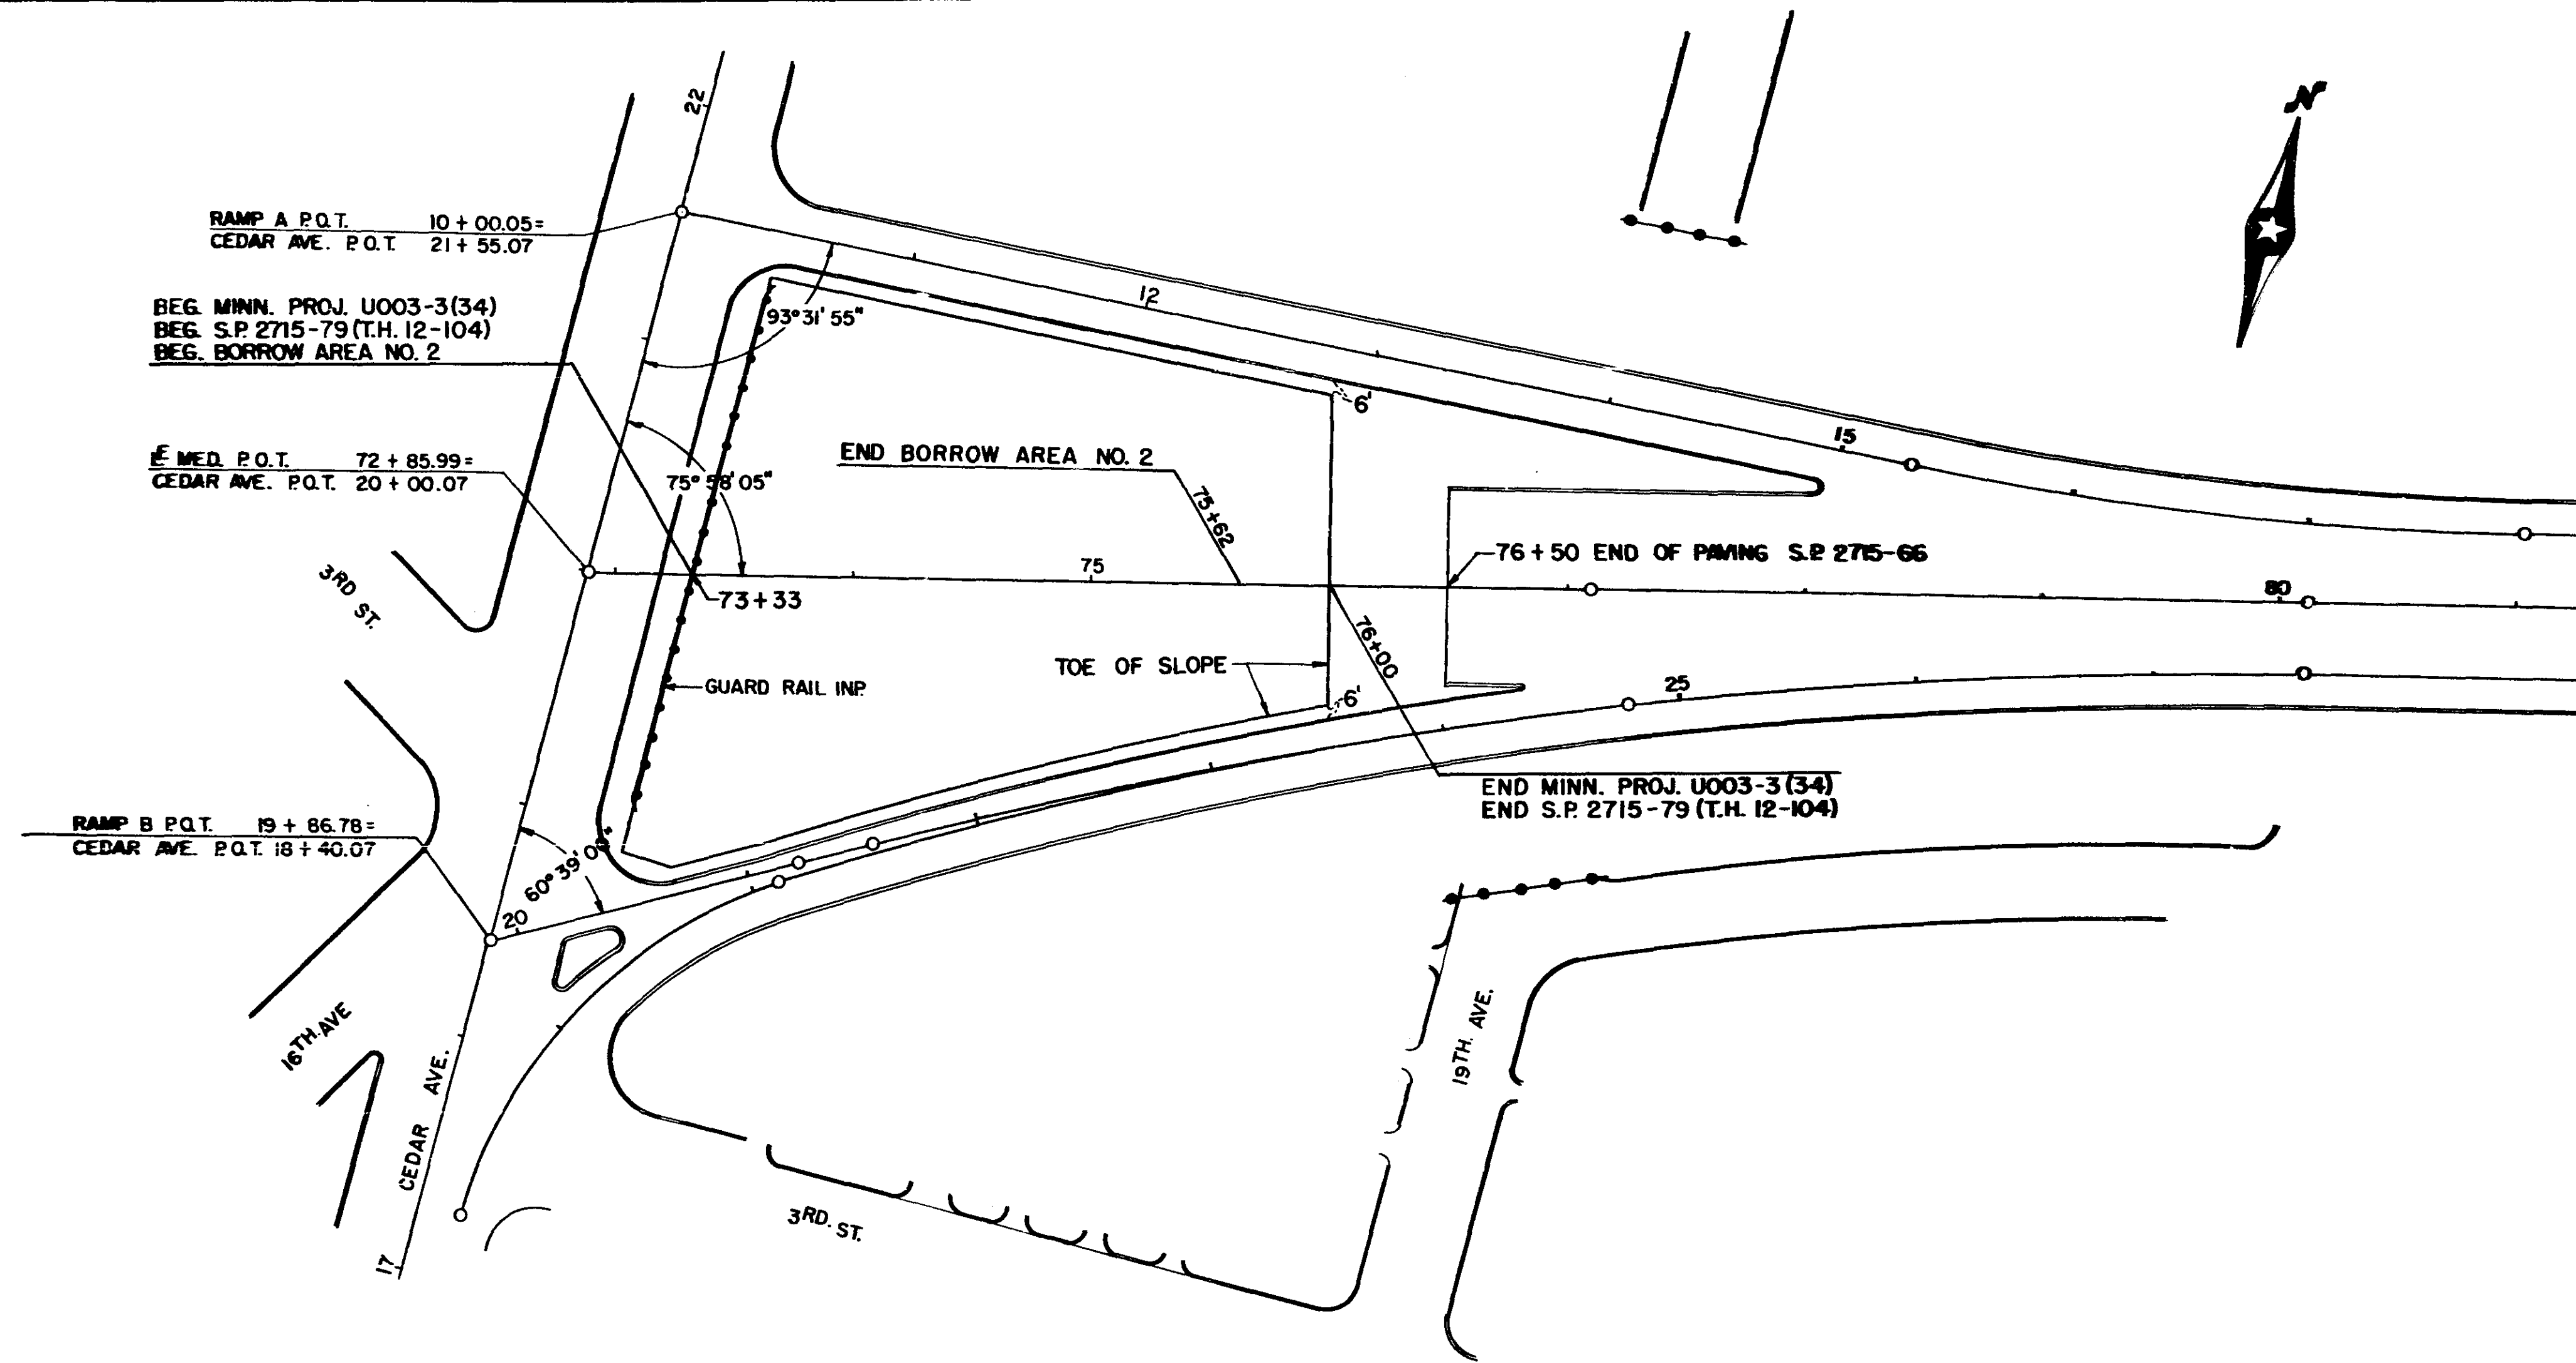 N
22
RAMP A P.O.T. 10 + 00.05=
CEDAR AVE. P.O.T. 21 + 55.07
BEG. MINN. PROJ. U003-3(34)
BEG. S.P. 2715-79 (T.H. 12-104)
BEG. BORROW AREA NO. 2
93°31'55"
12
6'
15
END BORROW AREA NO. 2
MED. P.O.T. 72 + 85.99=
CEDAR AVE. P.O.T. 20 + 00.07
75°58'05"
75+62
75
76+50 END OF PAVING S.P. 2715-66
80
3RD ST.
73+33
76+00
TOE OF SLOPE
GUARD RAIL INP.
6'
25
END MINN. PROJ. U003-3(34)
END S.P. 2715-79 (T.H. 12-104)
RAMP B P.O.T. 19 + 86.78=
CEDAR AVE. P.O.T. 18 + 40.07
60°39'
20
16TH. AVE
CEDAR AVE.
19TH. AVE.
3RD. ST.
17